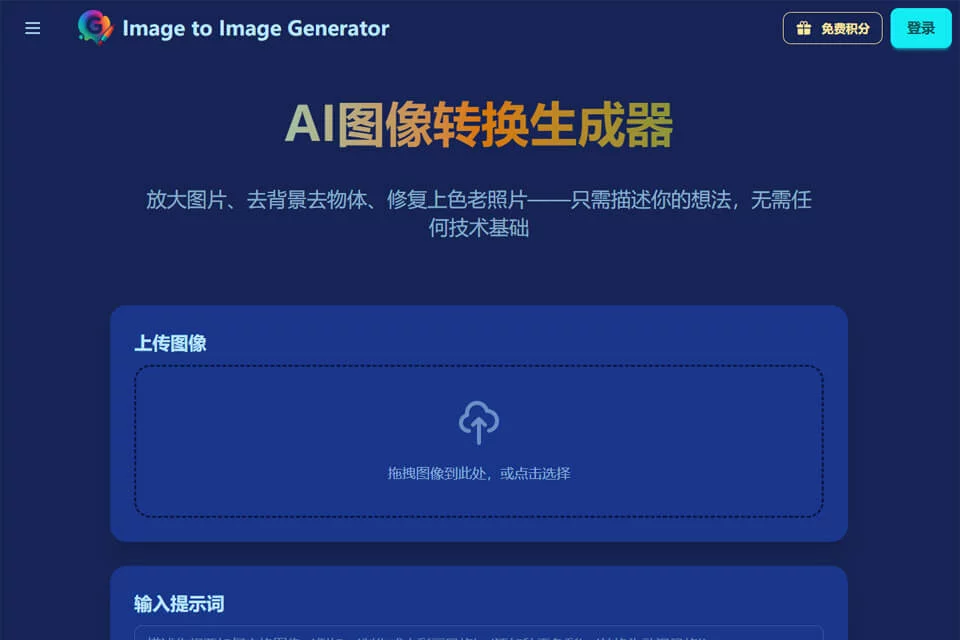 Image to Image Generator
免费积分
登录
AI图像转换生成器
放大图片、去背景去物体、修复上色老照片——只需描述你的想法，无需任
何技术基础
上传图像
拖拽图像到此处，或点击选择
输入提示词